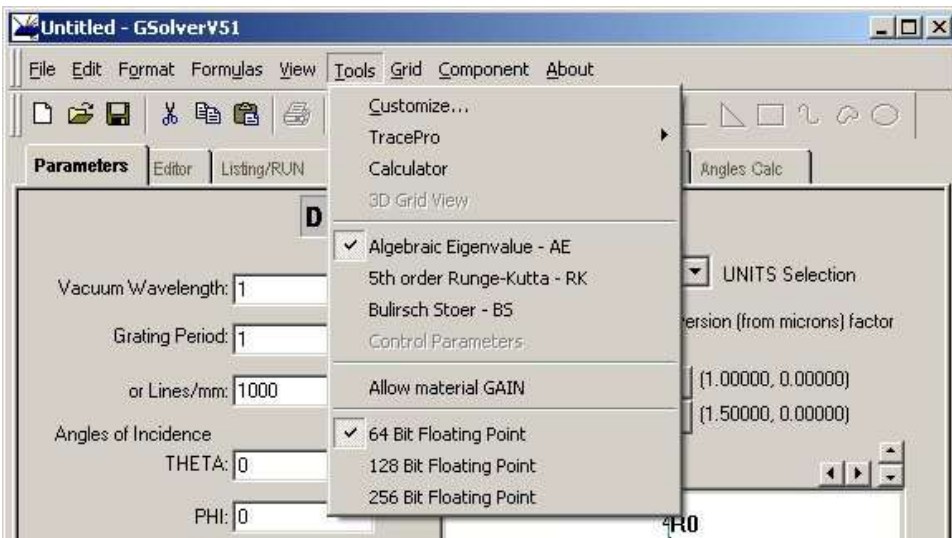 Untitled - GSolverV51
File Edit Format Formulas View Tools Grid Component About
Customize...
TracePro
Calculator
3D Grid View
Algebraic Eigenvalue - AE
5th order Runge-Kutta - RK
Bulirsch Stoer - BS
Control Parameters
Allow material GAIN
64 Bit Floating Point
128 Bit Floating Point
256 Bit Floating Point
Parameters Editor Listing/RUN Angles Calc
D
Vacuum Wavelength: 1
Grating Period: 1
or Lines/mm: 1000
Angles of Incidence
THETA: 0
PHI: 0
UNITS Selection
ersion (from microns) factor
(1.00000, 0.00000)
(1.50000, 0.00000)
R0